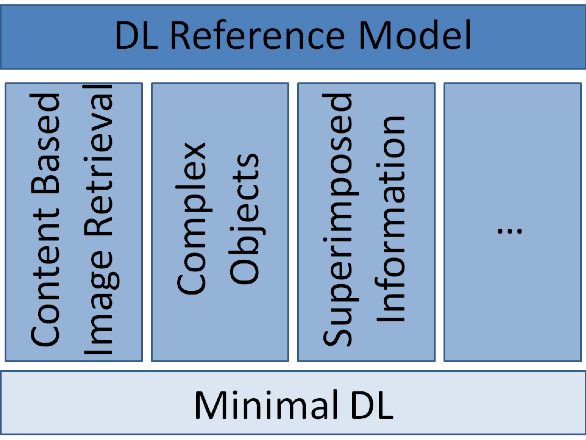 DL Reference Model
Content Based
Image Retrieval
Complex
Objects
Superimposed
Information
...
Minimal DL